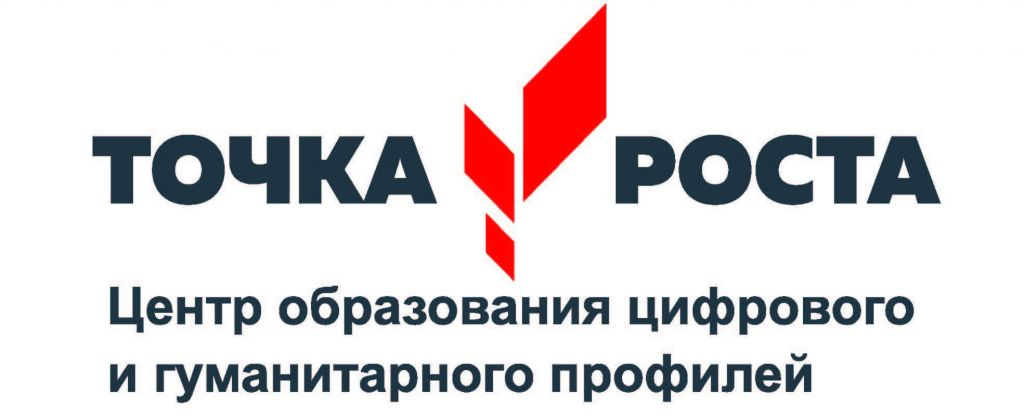 ТОЧКА РОСТА
Центр образования цифрового
и гуманитарного профилей